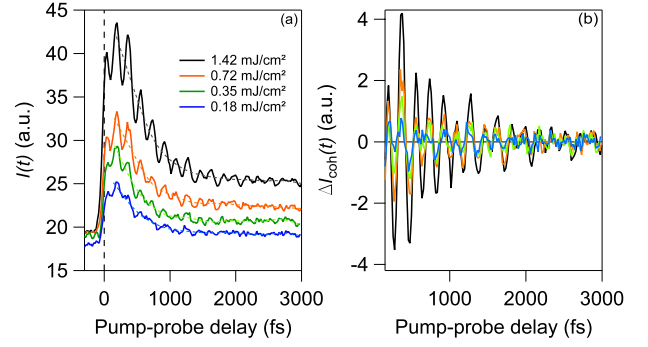 45
40
35
30
25
20
15
I(t) (a.u.)
(a)
1.42 mJ/cm²
0.72 mJ/cm²
0.35 mJ/cm²
0.18 mJ/cm²
0
1000
2000
3000
Pump-probe delay (fs)
4
2
0
-2
-4
ΔIcoh(t) (a.u.)
(b)
1000
2000
3000
Pump-probe delay (fs)